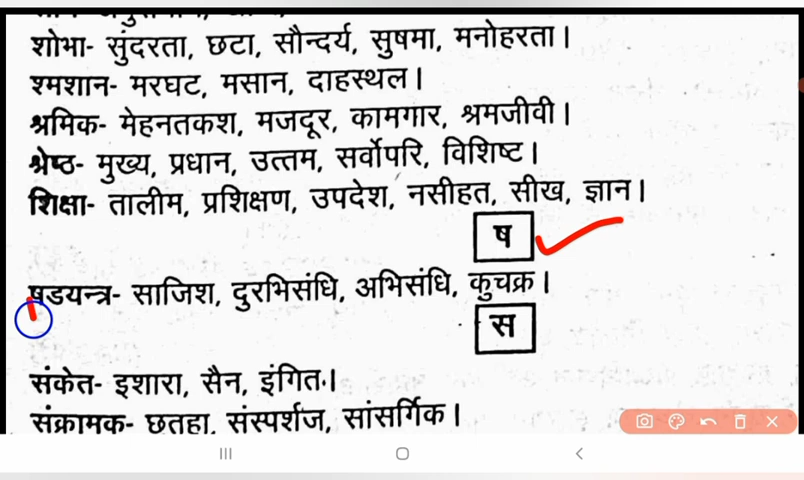 शोभा- सुंदरता, छटा, सौन्दर्य, सुषमा, मनोहरता।
श्मशान- मरघट, मसान, दाहस्थल।
श्रमिक- मेहनतकश, मजदूर, कामगार, श्रमजीवी।
श्रेष्ठ- मुख्य, प्रधान, उत्तम, सर्वोपरि, विशिष्ट।
शिक्षा- तालीम, प्रशिक्षण, उपदेश, नसीहत, सीख, ज्ञान।
ष
षडयन्त्र- साजिश, दुरभिसंधि, अभिसंधि, कुचक्र।
स
संकेत- इशारा, सैन, इंगित।
संक्रामक- छतहा, संस्पर्शज, सांसर्गिक।